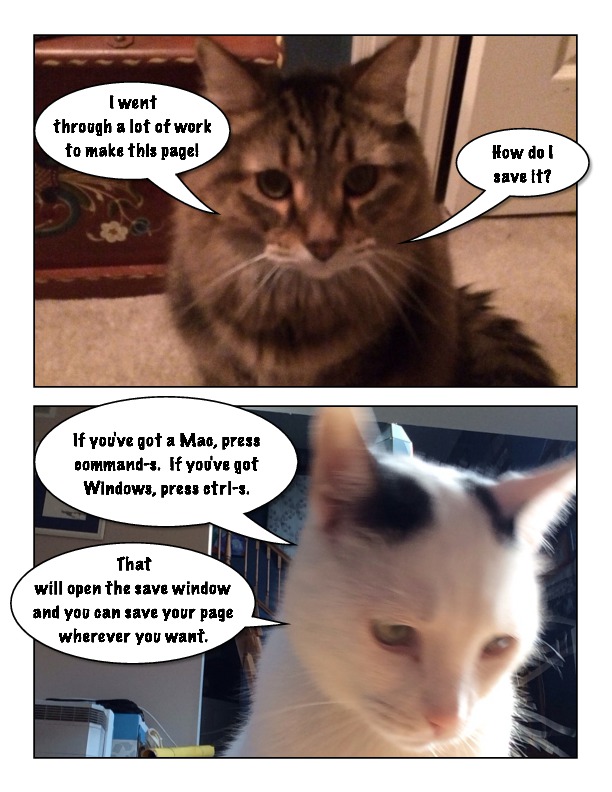 I went
through a lot of work
to make this page!
How do I
save it?
If you've got a Mac, press
command-s. If you've got
Windows, press ctrl-s.
That
will open the save window
and you can save your page
wherever you want.